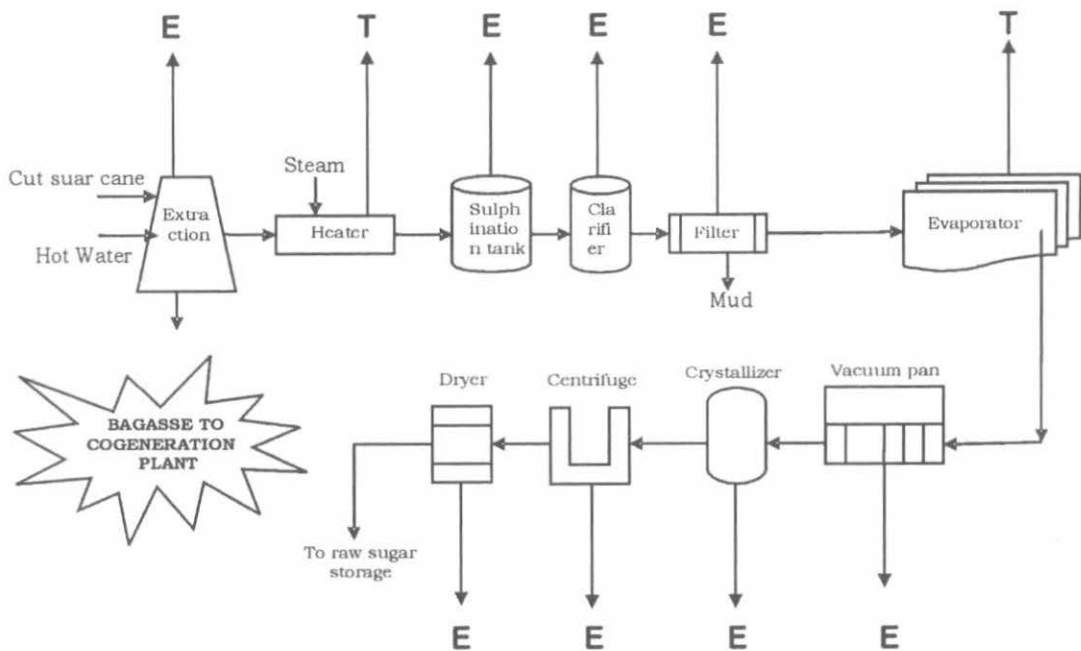 E T E E E T
Steam
Cut suar cane
Extra
ction
Hot Water
Heater
Sulph
inatio
n tank
Cla
rifi
er
Filter
Mud
Evaporator
BAGASSE TO
COGENERATION
PLANT
Dryer
Centrifuge
Crystallizer
Vacuum pan
To raw sugar
storage
E E E E